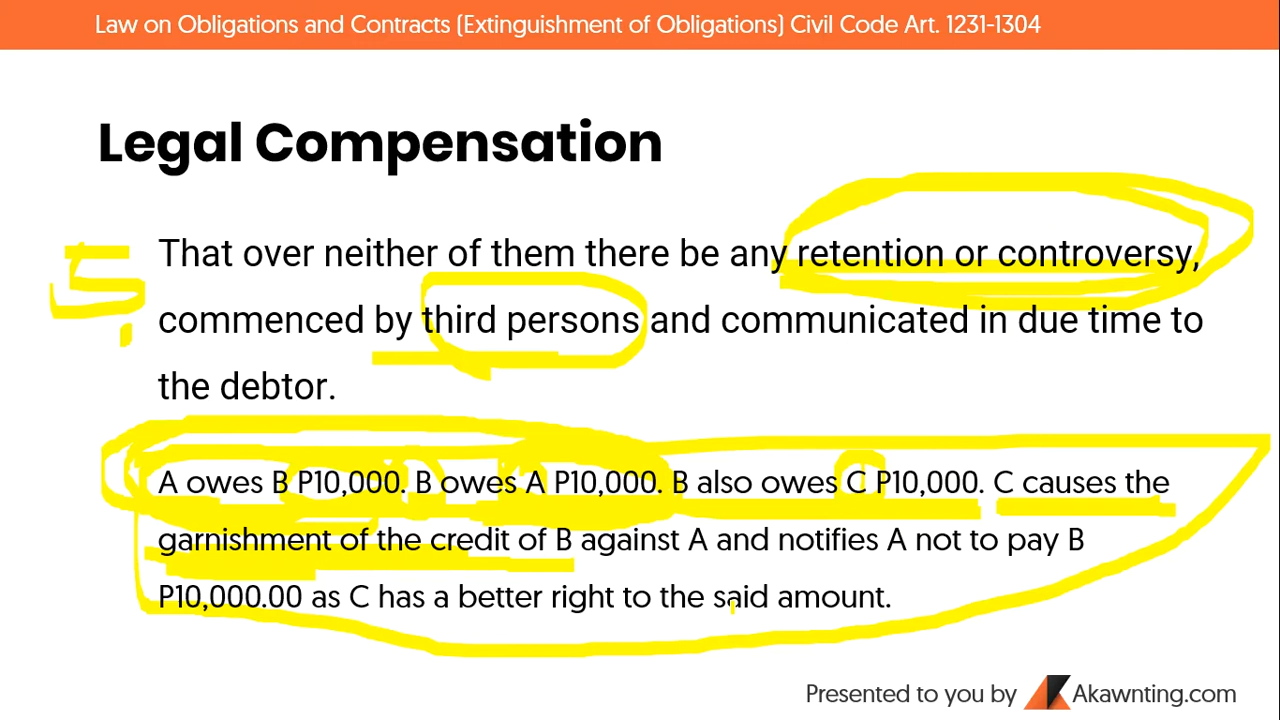 Law on Obligations and Contracts (Extinguishment of Obligations) Civil Code Art. 1231-1304
Legal Compensation
5. That over neither of them there be any retention or controversy,
commenced by third persons and communicated in due time to
the debtor.
A owes B P10,000. B owes A P10,000. B also owes C P10,000. C causes the
garnishment of the credit of B against A and notifies A not to pay B
P10,000.00 as C has a better right to the said amount.
Presented to you by Akawnting.com